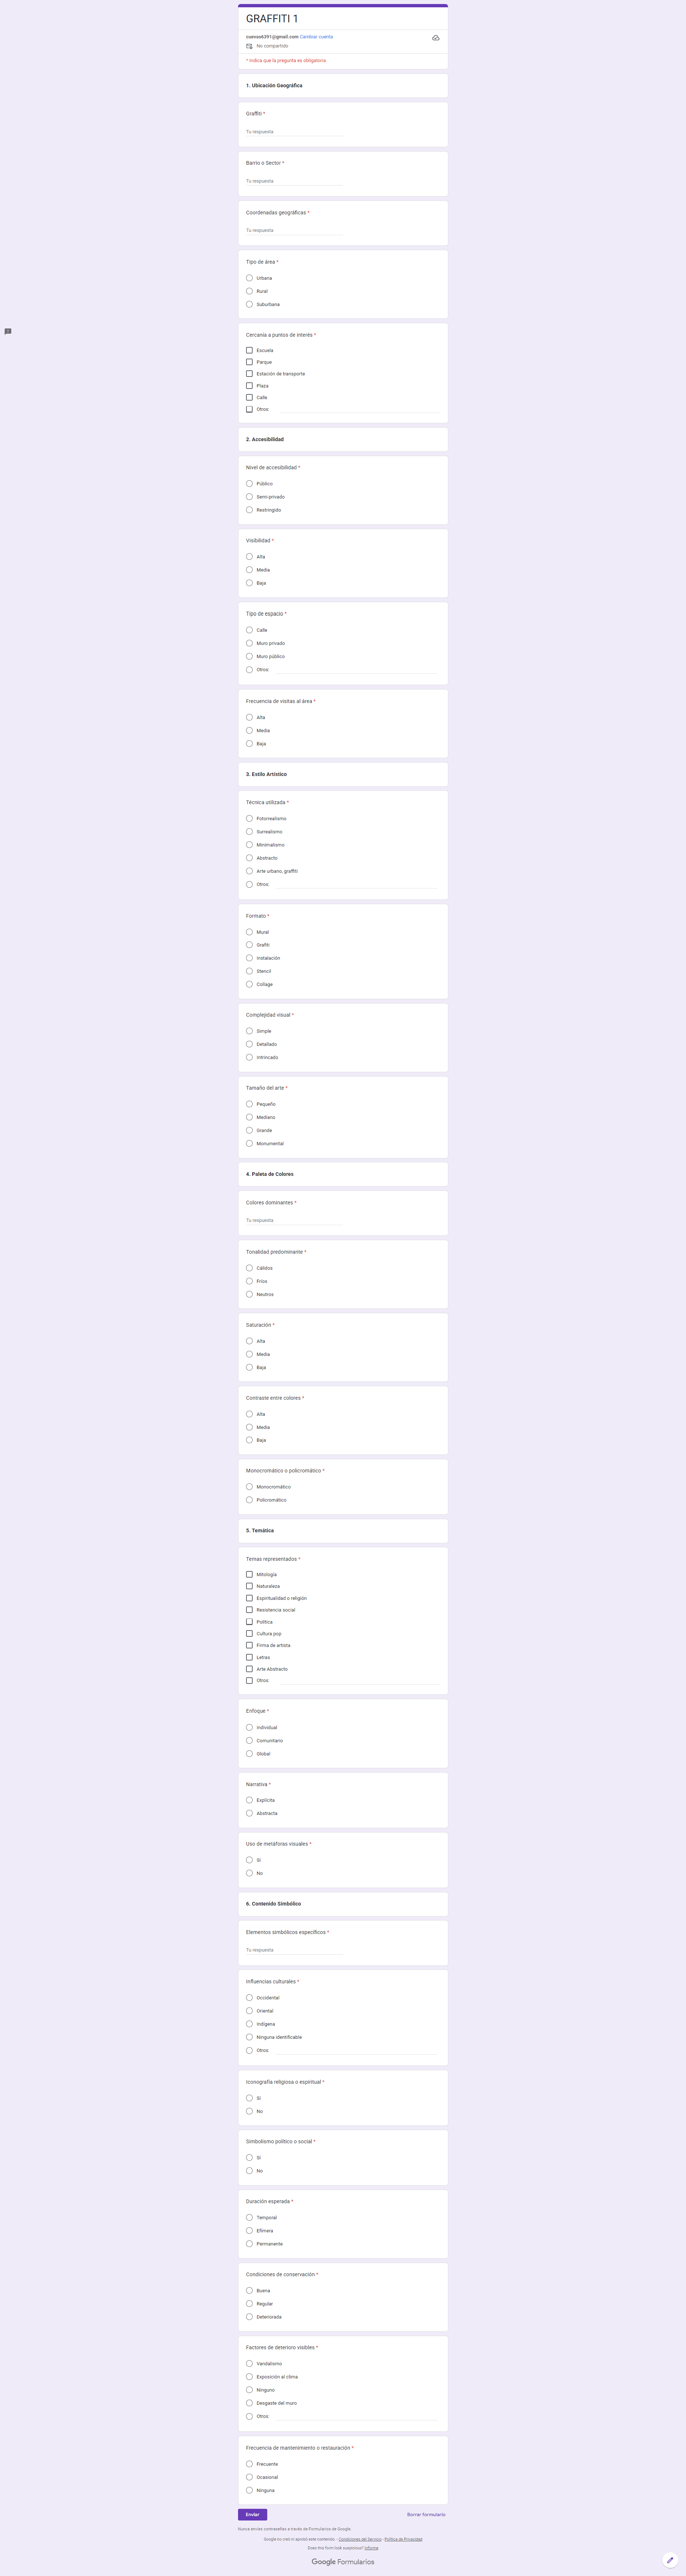 GRAFFITI 1
cuevask391@gmail.com Cambiar cuenta
No compartido
* Indica que la pregunta es obligatoria
1. Ubicación Geográfica
Graffiti *
Tu respuesta
Barrio o Sector *
Tu respuesta
Coordenadas geográficas *
Tu respuesta
Tipo de área *
Urbana
Rural
Suburbana
Cercanía a puntos de interés *
Escuela
Parque
Estación de transporte
Plaza
Calle
Otros:
2. Accesibilidad
Nivel de accesibilidad *
Público
Semi-privado
Restringido
Visibilidad *
Alta
Media
Baja
Tipo de espacio *
Calle
Muro privado
Muro público
Otros:
Frecuencia de visitas al área *
Alta
Media
Baja
3. Estilo Artístico
Técnica utilizada *
Fotorrealismo
Surrealismo
Minimalismo
Abstracto
Arte urbano, graffiti
Otros:
Formato *
Mural
Grafiti
Instalación
Stencil
Collage
Complejidad visual *
Simple
Detallado
Intrincado
Tamaño del arte *
Pequeño
Mediano
Grande
Monumental
4. Paleta de Colores
Colores dominantes *
Tu respuesta
Tonalidad predominante *
Cálidos
Fríos
Neutros
Saturación *
Alta
Media
Baja
Contraste entre colores *
Alta
Media
Baja
Monocromático o policromático *
Monocromático
Policromático
5. Temática
Temas representados *
Mitología
Naturaleza
Espiritualidad o religión
Resistencia social
Política
Cultura pop
Firma de artista
Letras
Arte Abstracto
Otros:
Enfoque *
Individual
Comunitario
Global
Narrativa *
Explícita
Abstracta
Uso de metáforas visuales *
Sí
No
6. Contenido Simbólico
Elementos simbólicos específicos *
Tu respuesta
Influencias culturales *
Occidental
Oriental
Indígena
Ninguna identificable
Otros:
Iconografía religiosa o espiritual *
Sí
No
Simbolismo político o social *
Sí
No
Duración esperada *
Temporal
Efímera
Permanente
Condiciones de conservación *
Buena
Regular
Deteriorada
Factores de deterioro visibles *
Vandalismo
Exposición al clima
Ninguno
Desgaste del muro
Otros:
Frecuencia de mantenimiento o restauración *
Frecuente
Ocasional
Ninguna
Enviar Borrar formulario
Nunca envíes contraseñas a través de Formularios de Google.
Google no creó ni aprobó este contenido. - Condiciones del Servicio - Política de Privacidad
Does this form look suspicious? Informe
Google Formularios